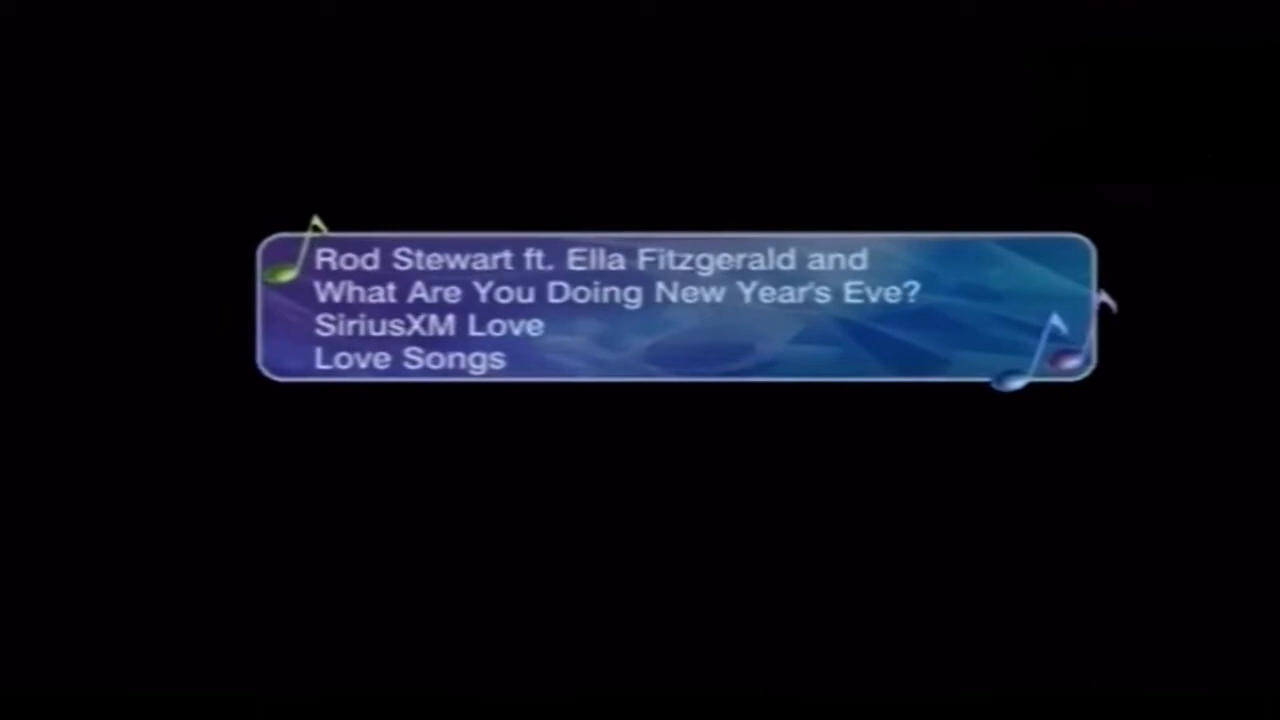 Rod Stewart ft. Ella Fitzgerald and
What Are You Doing New Year's Eve?
SiriusXM Love
Love Songs